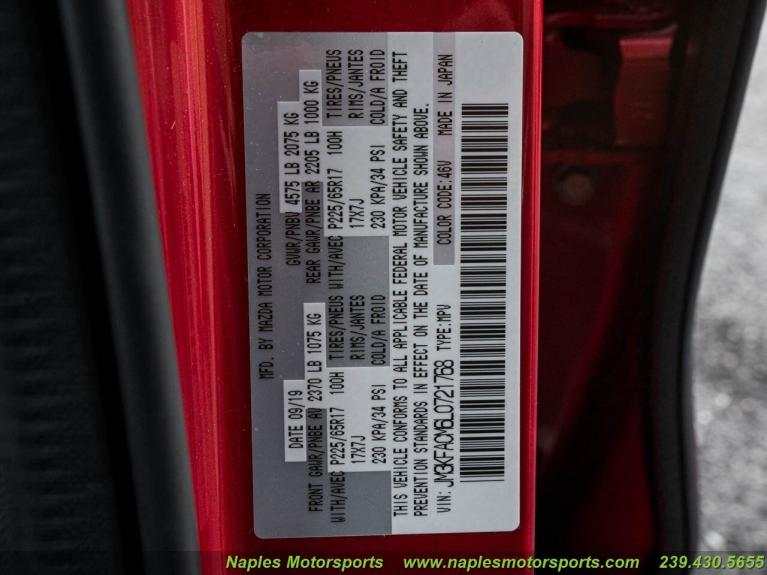 MFD. BY MAZDA MOTOR CORPORATION
DATE 09/19 GVWR/PNBV 4575 LB 2075 KG
FRONT GAWR/PNBE AV 2370 LB 1075 KG REAR GAWR/PNBE AR 2205 LB 1000 KG
WITH/AVEC P225/65R17 100H TIRES/PNEUS WITH/AVEC P225/65R17 100H TIRES/PNEUS
17X7J RIMS/JANTES 17X7J RIMS/JANTES
230 KPA/34 PSI COLD/A FROID 230 KPA/34 PSI COLD/A FROID
THIS VEHICLE CONFORMS TO ALL APPLICABLE FEDERAL MOTOR VEHICLE SAFETY AND THEFT
PREVENTION STANDARDS IN EFFECT ON THE DATE OF MANUFACTURE SHOWN ABOVE.
VIN: JM3KFACM6L0721768 TYPE:MPV COLOR CODE:46V MADE IN JAPAN
Naples Motorsports www.naplesmotorsports.com 239.430.5655